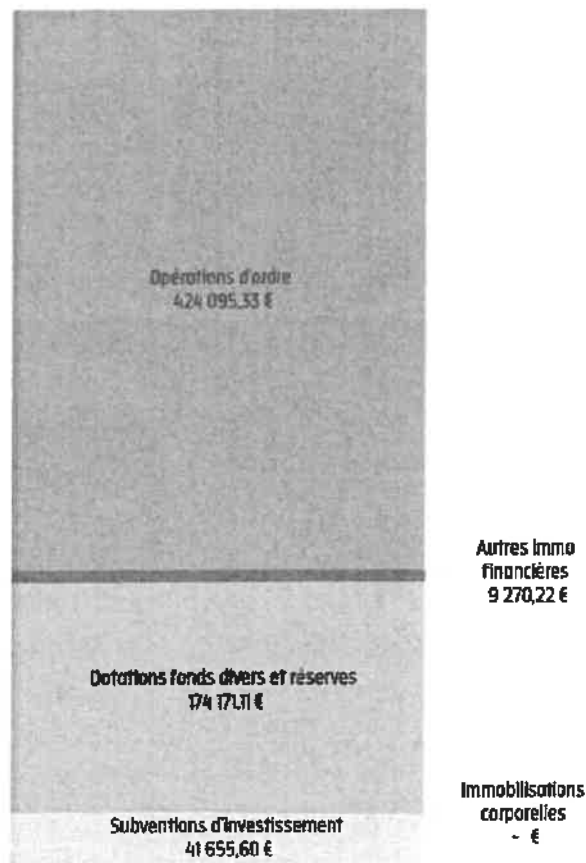 Opérations d'ordre
424 095,33 €
Autres immo
financières
9 270,22 €
Dotations fonds divers et réserves
174 171,11 €
Immobilisations
corporelles
- €
Subventions d'investissement
41 655,60 €